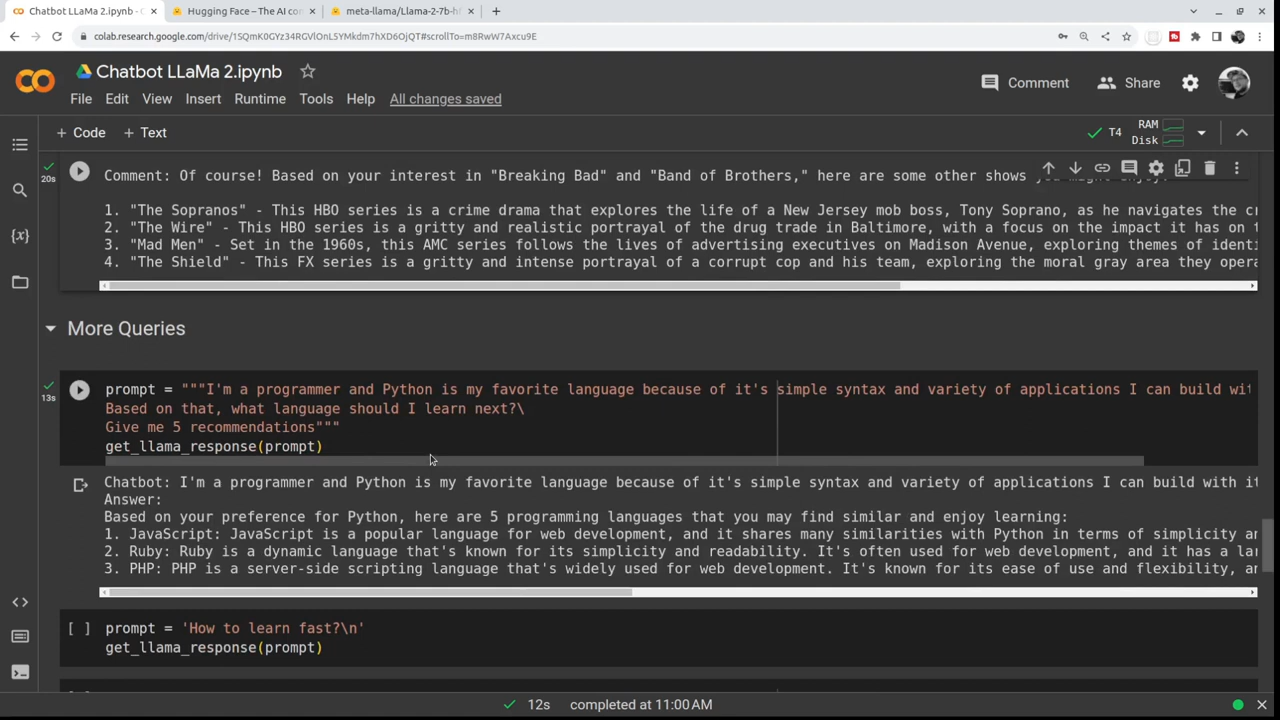 Chatbot LLaMa 2.ipynb - C
Hugging Face – The AI con
meta-llama/Llama-2-7b-h
colab.research.google.com/drive/1SQmK0GYz34RGVlOnL5YMkdm7hXD6OjQT#scrollTo=m8RwW7Axcu9E
Chatbot LLaMa 2.ipynb
Comment
Share
File Edit View Insert Runtime Tools Help All changes saved
+ Code + Text
T4
RAM
Disk
20s
Comment: Of course! Based on your interest in "Breaking Bad" and "Band of Brothers," here are some other shows
1. "The Sopranos" - This HBO series is a crime drama that explores the life of a New Jersey mob boss, Tony Soprano, as he navigates the cr
2. "The Wire" - This HBO series is a gritty and realistic portrayal of the drug trade in Baltimore, with a focus on the impact it has on t
3. "Mad Men" - Set in the 1960s, this AMC series follows the lives of advertising executives on Madison Avenue, exploring themes of identi
4. "The Shield" - This FX series is a gritty and intense portrayal of a corrupt cop and his team, exploring the moral gray area they opera
More Queries
13s
prompt = """I'm a programmer and Python is my favorite language because of it's simple syntax and variety of applications I can build wit
Based on that, what language should I learn next?\
Give me 5 recommendations"""
get_llama_response(prompt)
Chatbot: I'm a programmer and Python is my favorite language because of it's simple syntax and variety of applications I can build with it
Answer:
Based on your preference for Python, here are 5 programming languages that you may find similar and enjoy learning:
1. JavaScript: JavaScript is a popular language for web development, and it shares many similarities with Python in terms of simplicity an
2. Ruby: Ruby is a dynamic language that's known for its simplicity and readability. It's often used for web development, and it has a lar
3. PHP: PHP is a server-side scripting language that's widely used for web development. It's known for its ease of use and flexibility, an
[ ] prompt = 'How to learn fast?\n'
get_llama_response(prompt)
12s completed at 11:00 AM